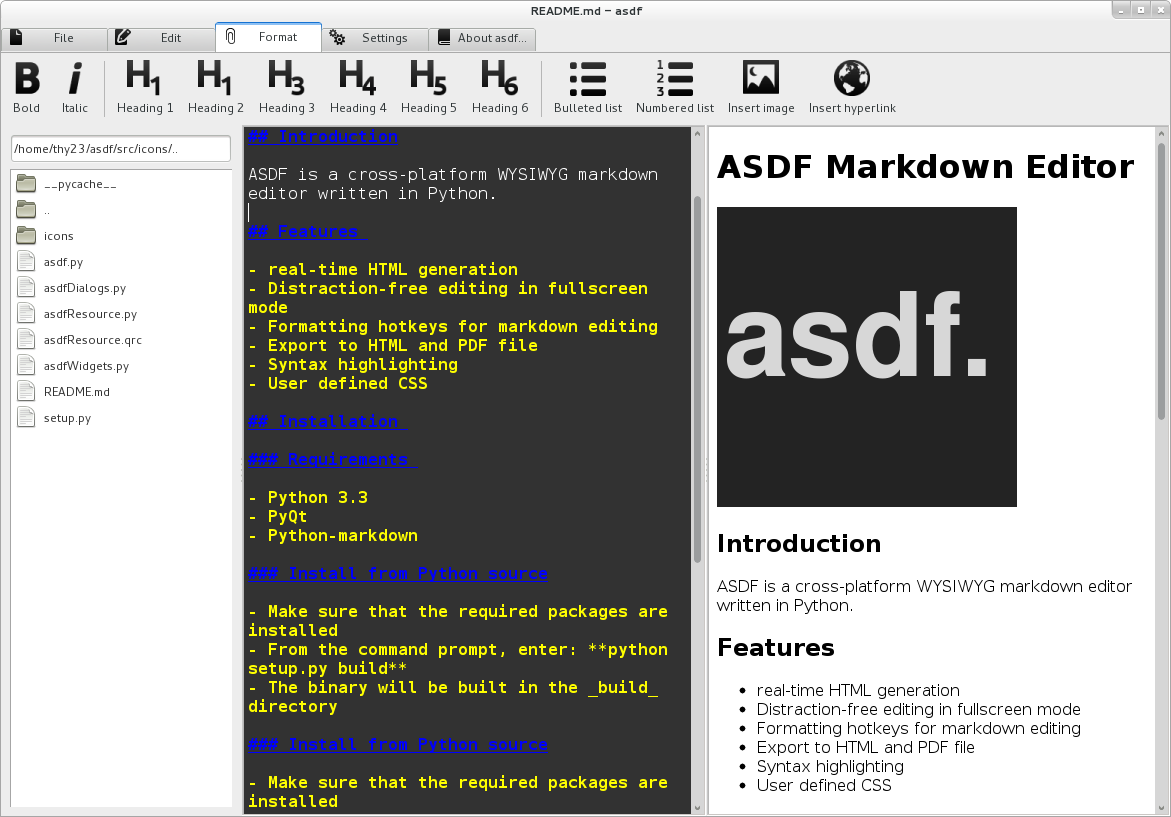 README.md - asdf
File
Edit
Format
Settings
About asdf...
B
i
H1
H1
H3
H4
H5
H6
1
2
3
Bold
Italic
Heading 1
Heading 2
Heading 3
Heading 4
Heading 5
Heading 6
Bulleted list
Numbered list
Insert image
Insert hyperlink
/home/thy23/asdf/src/icons/..
__pycache__
..
icons
asdf.py
asdfDialogs.py
asdfResource.py
asdfResource.qrc
asdfWidgets.py
README.md
setup.py
## Introduction
ASDF is a cross-platform WYSIWYG markdown
editor written in Python.
## Features
- real-time HTML generation
- Distraction-free editing in fullscreen
mode
- Formatting hotkeys for markdown editing
- Export to HTML and PDF file
- Syntax highlighting
- User defined CSS
## Installation
### Requirements
- Python 3.3
- PyQt
- Python-markdown
### Install from Python source
- Make sure that the required packages are
installed
- From the command prompt, enter: **python
setup.py build**
- The binary will be built in the _build_
directory
### Install from Python source
- Make sure that the required packages are
installed
ASDF Markdown Editor
asdf.
Introduction
ASDF is a cross-platform WYSIWYG markdown editor
written in Python.
Features
• real-time HTML generation
• Distraction-free editing in fullscreen mode
• Formatting hotkeys for markdown editing
• Export to HTML and PDF file
• Syntax highlighting
• User defined CSS